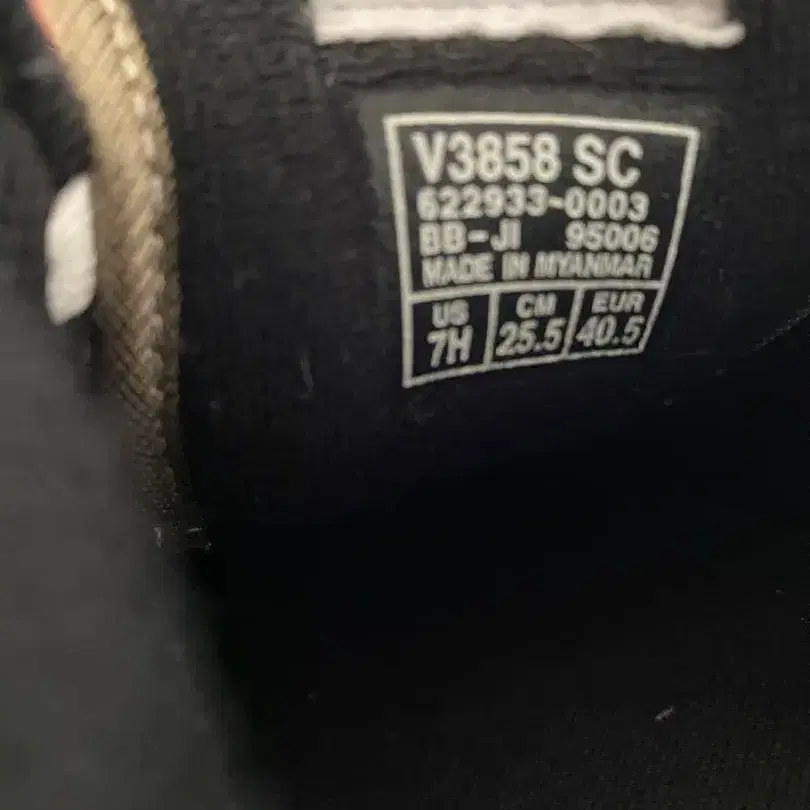 V3858 SC
622933-0003
BB-JI 95006
MADE IN MYANMAR
US CM EUR
7H 25.5 40.5